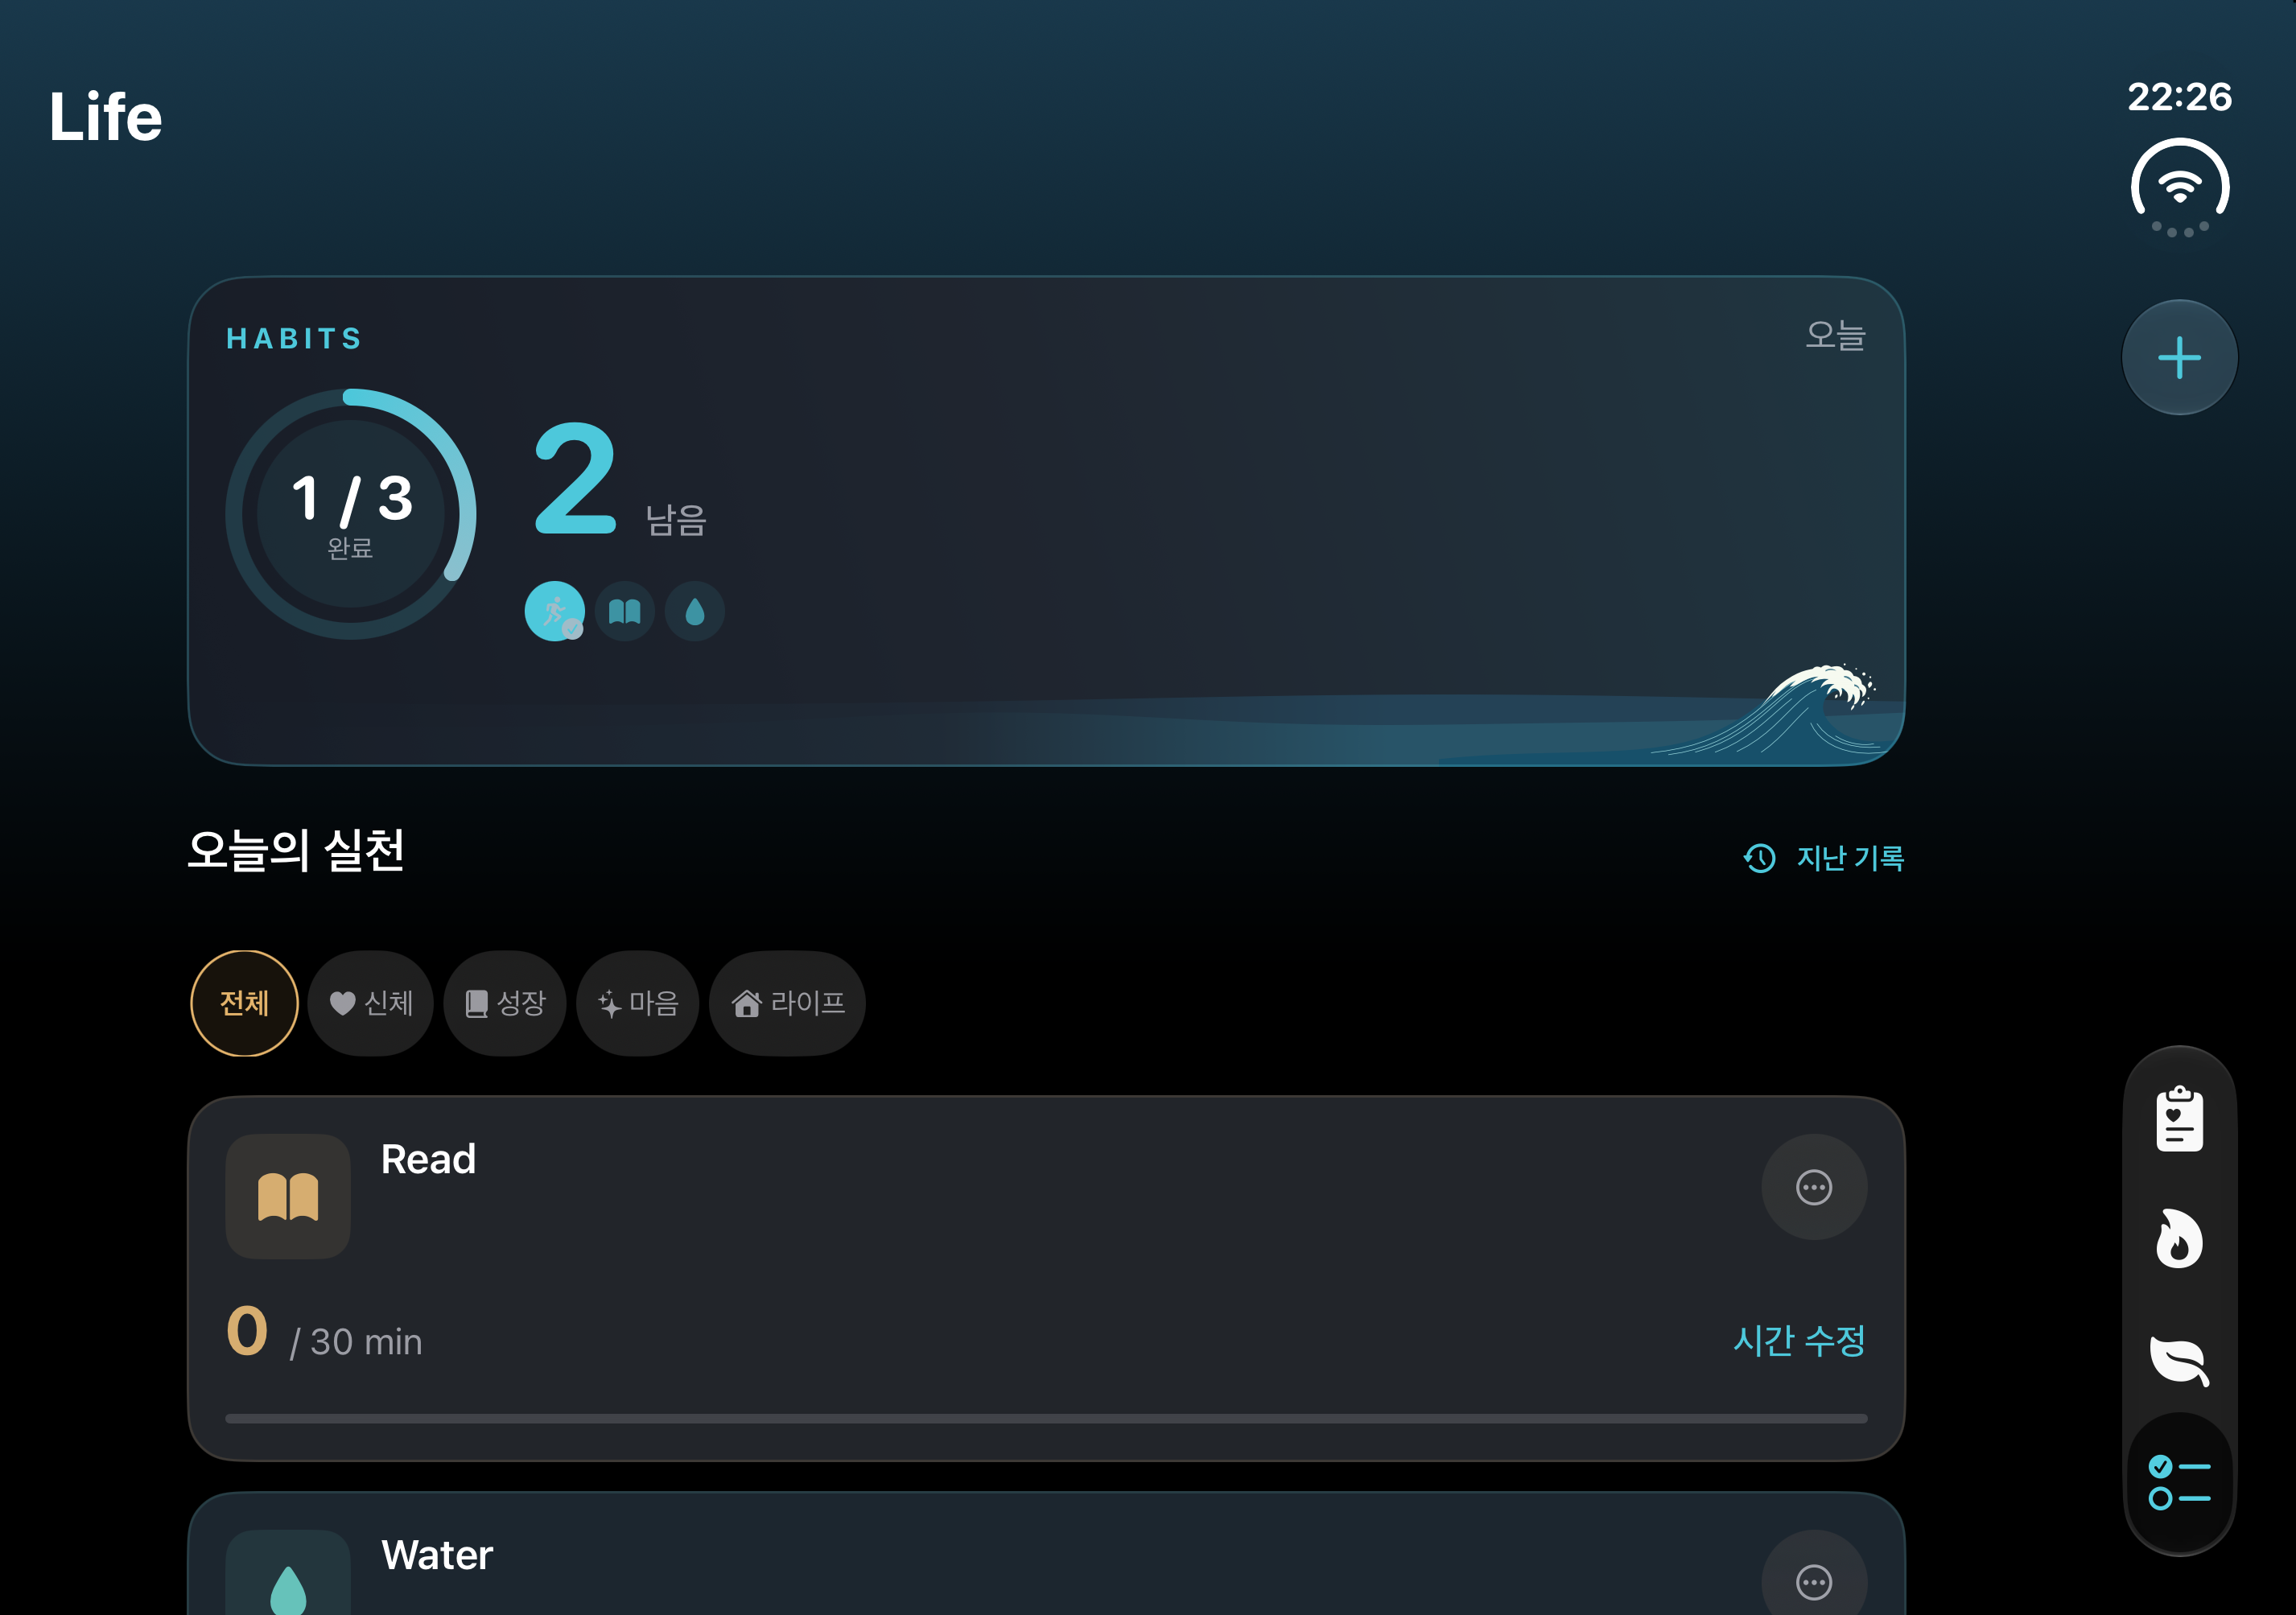 Life
22:26
HABITS
오늘
1 / 3
완료
2 남음
오늘의 실천
지난 기록
전체
신체
성장
마음
라이프
Read
0 / 30 min
시간 수정
Water